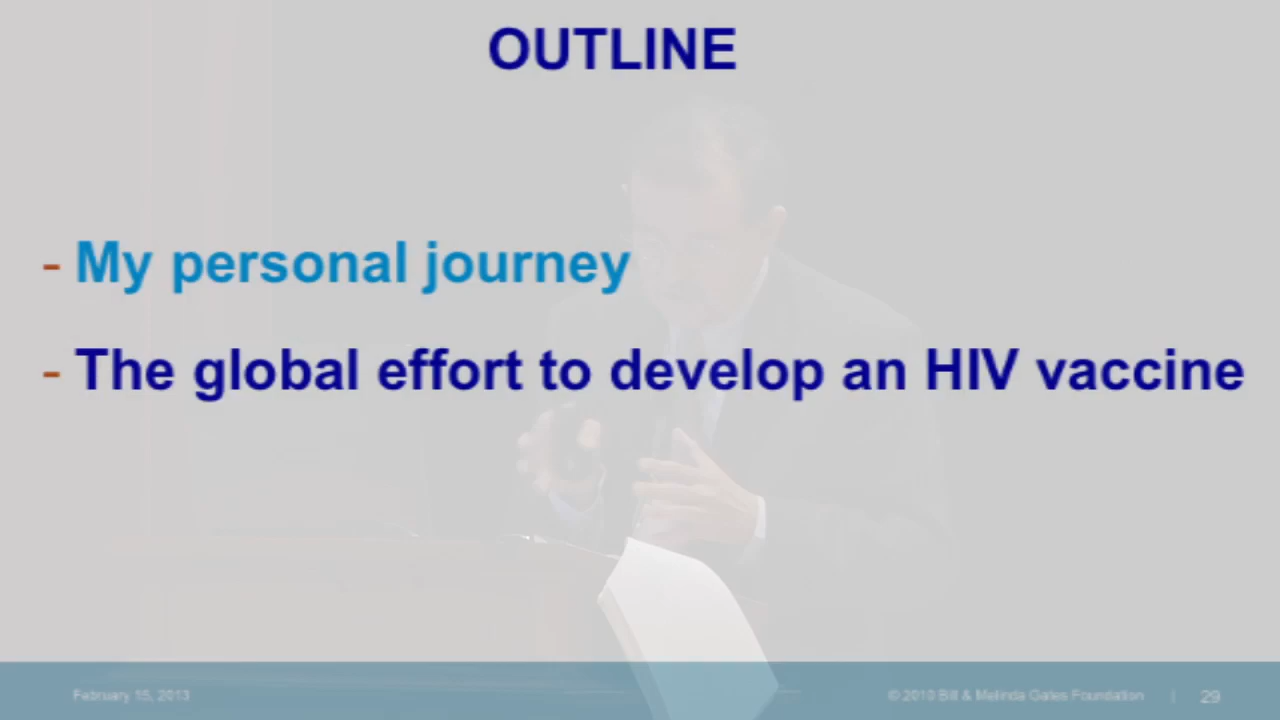 OUTLINE
- My personal journey
- The global effort to develop an HIV vaccine
February 15, 2013 © 2010 Bill & Melinda Gates Foundation | 29